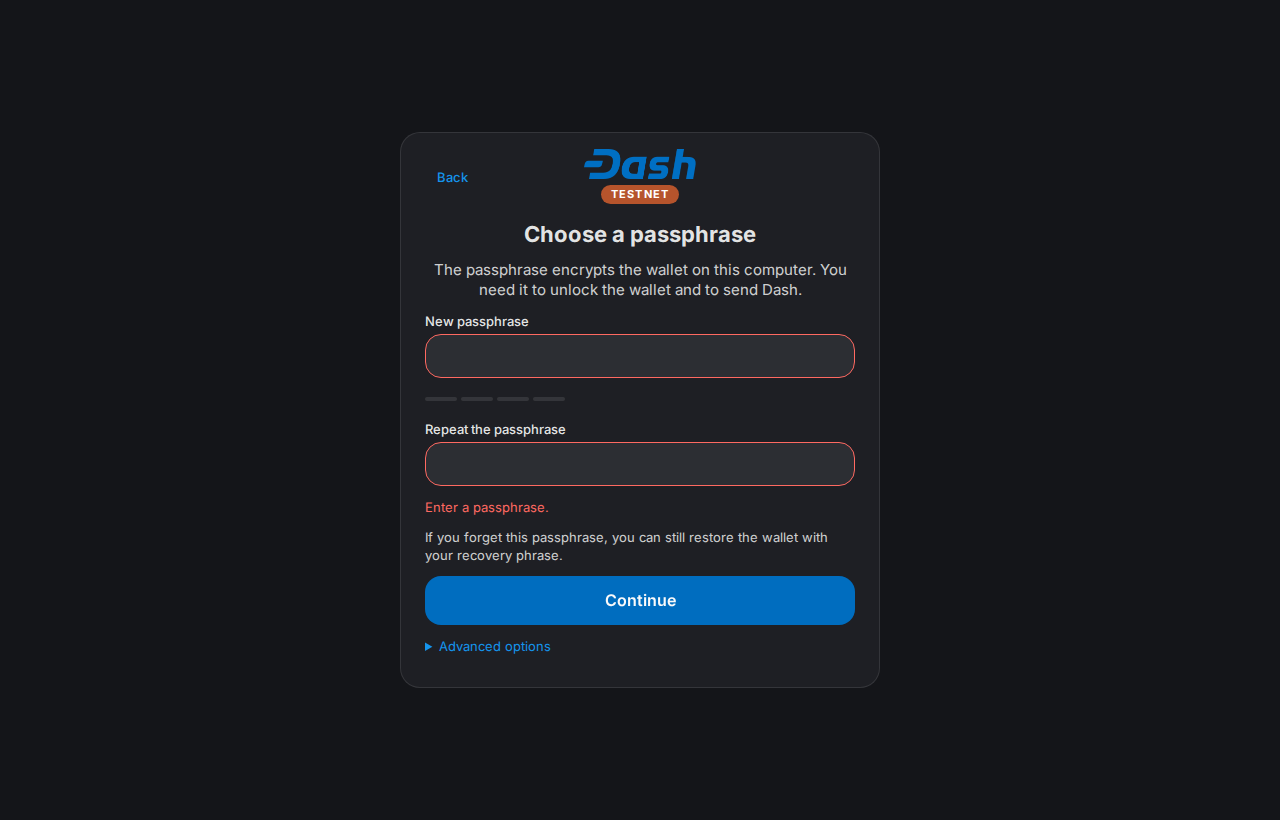 Back
Dash
TESTNET
Choose a passphrase
The passphrase encrypts the wallet on this computer. You
need it to unlock the wallet and to send Dash.
New passphrase
Repeat the passphrase
Enter a passphrase.
If you forget this passphrase, you can still restore the wallet with
your recovery phrase.
Continue
Advanced options